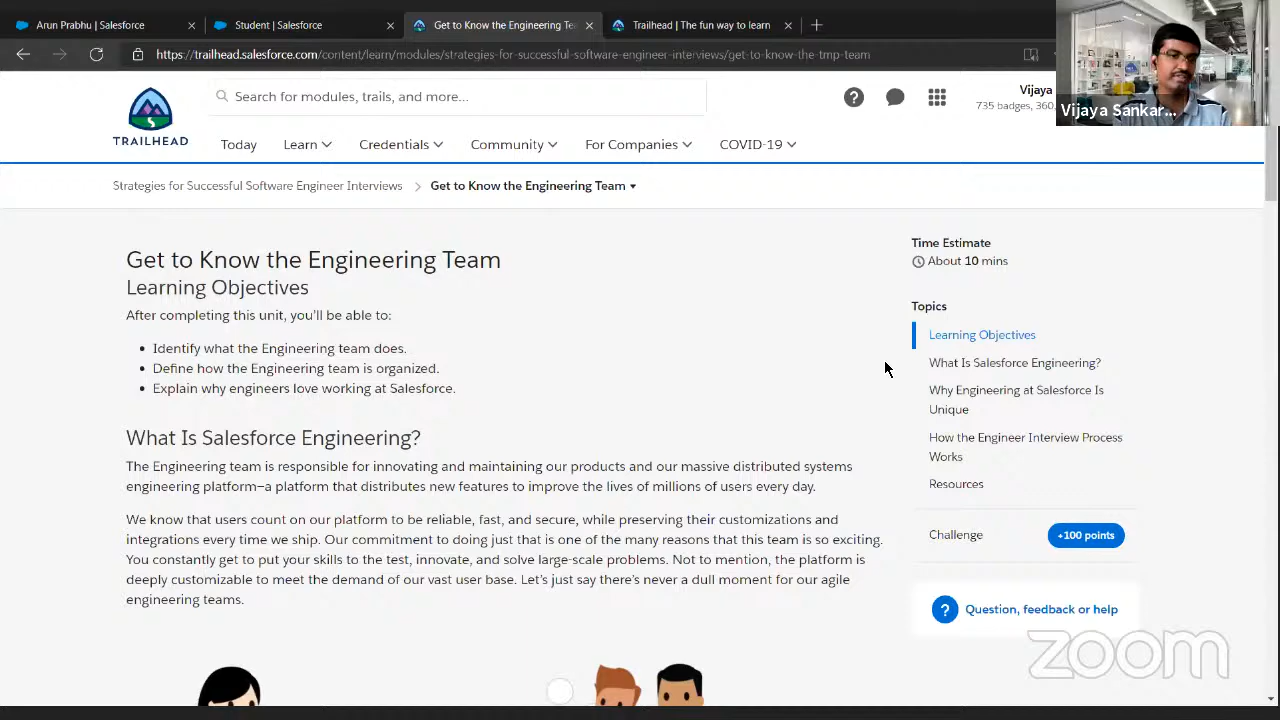 Arun Prabhu | Salesforce
Student | Salesforce
Get to Know the Engineering Tea
Trailhead | The fun way to learn
https://trailhead.salesforce.com/content/learn/modules/strategies-for-successful-software-engineer-interviews/get-to-know-the-tmp-team
TRAILHEAD
Search for modules, trails, and more...
Vijaya
735 badges, 360,
Vijaya Sankar...
Today
Learn
Credentials
Community
For Companies
COVID-19
Strategies for Successful Software Engineer Interviews
Get to Know the Engineering Team
Get to Know the Engineering Team
Learning Objectives
After completing this unit, you'll be able to:
• Identify what the Engineering team does.
• Define how the Engineering team is organized.
• Explain why engineers love working at Salesforce.
What Is Salesforce Engineering?
The Engineering team is responsible for innovating and maintaining our products and our massive distributed systems
engineering platform—a platform that distributes new features to improve the lives of millions of users every day.
We know that users count on our platform to be reliable, fast, and secure, while preserving their customizations and
integrations every time we ship. Our commitment to doing just that is one of the many reasons that this team is so exciting.
You constantly get to put your skills to the test, innovate, and solve large-scale problems. Not to mention, the platform is
deeply customizable to meet the demand of our vast user base. Let's just say there's never a dull moment for our agile
engineering teams.
Time Estimate
About 10 mins
Topics
Learning Objectives
What Is Salesforce Engineering?
Why Engineering at Salesforce Is
Unique
How the Engineer Interview Process
Works
Resources
Challenge
+100 points
? Question, feedback or help
zoom